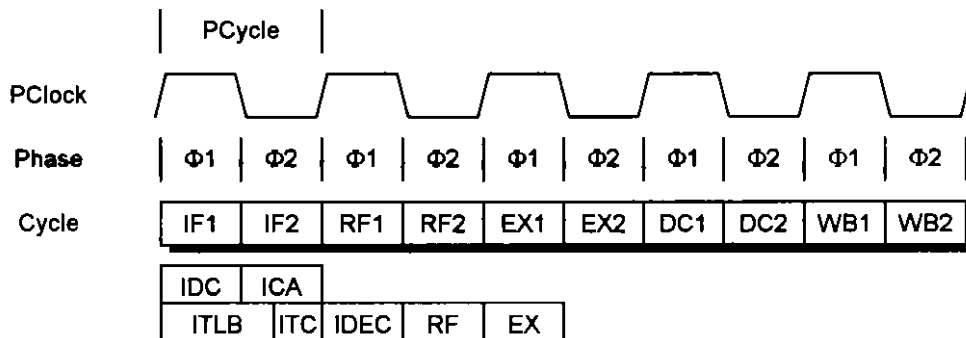 PCycle
PClock
Phase Φ1 Φ2 Φ1 Φ2 Φ1 Φ2 Φ1 Φ2 Φ1 Φ2
Cycle IF1 IF2 RF1 RF2 EX1 EX2 DC1 DC2 WB1 WB2
IDC ICA
ITLB ITC IDEC RF EX